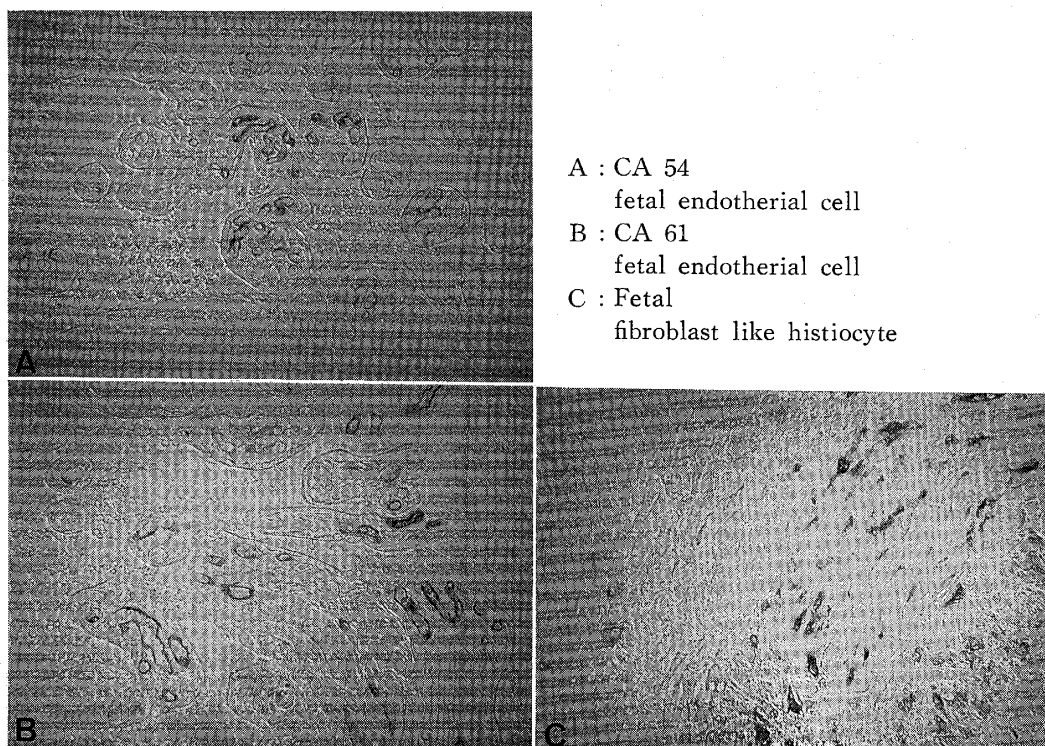 A : CA 54
fetal endotherial cell
B : CA 61
fetal endotherial cell
C : Fetal
fibroblast like histiocyte
A
B
C